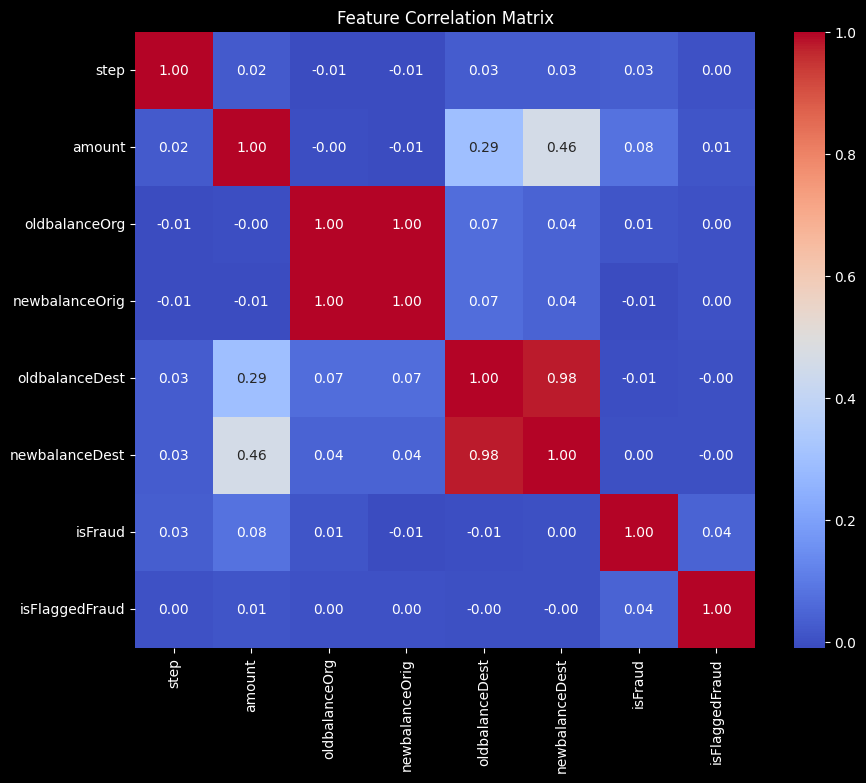 Feature Correlation Matrix
step 1.00 0.02 -0.01 -0.01 0.03 0.03 0.03 0.00
amount 0.02 1.00 -0.00 -0.01 0.29 0.46 0.08 0.01
oldbalanceOrg -0.01 -0.00 1.00 1.00 0.07 0.04 0.01 0.00
newbalanceOrig -0.01 -0.01 1.00 1.00 0.07 0.04 -0.01 0.00
oldbalanceDest 0.03 0.29 0.07 0.07 1.00 0.98 -0.01 -0.00
newbalanceDest 0.03 0.46 0.04 0.04 0.98 1.00 0.00 -0.00
isFraud 0.03 0.08 0.01 -0.01 -0.01 0.00 1.00 0.04
isFlaggedFraud 0.00 0.01 0.00 0.00 -0.00 -0.00 0.04 1.00
step
amount
oldbalanceOrg
newbalanceOrig
oldbalanceDest
newbalanceDest
isFraud
isFlaggedFraud
1.0
0.8
0.6
0.4
0.2
0.0